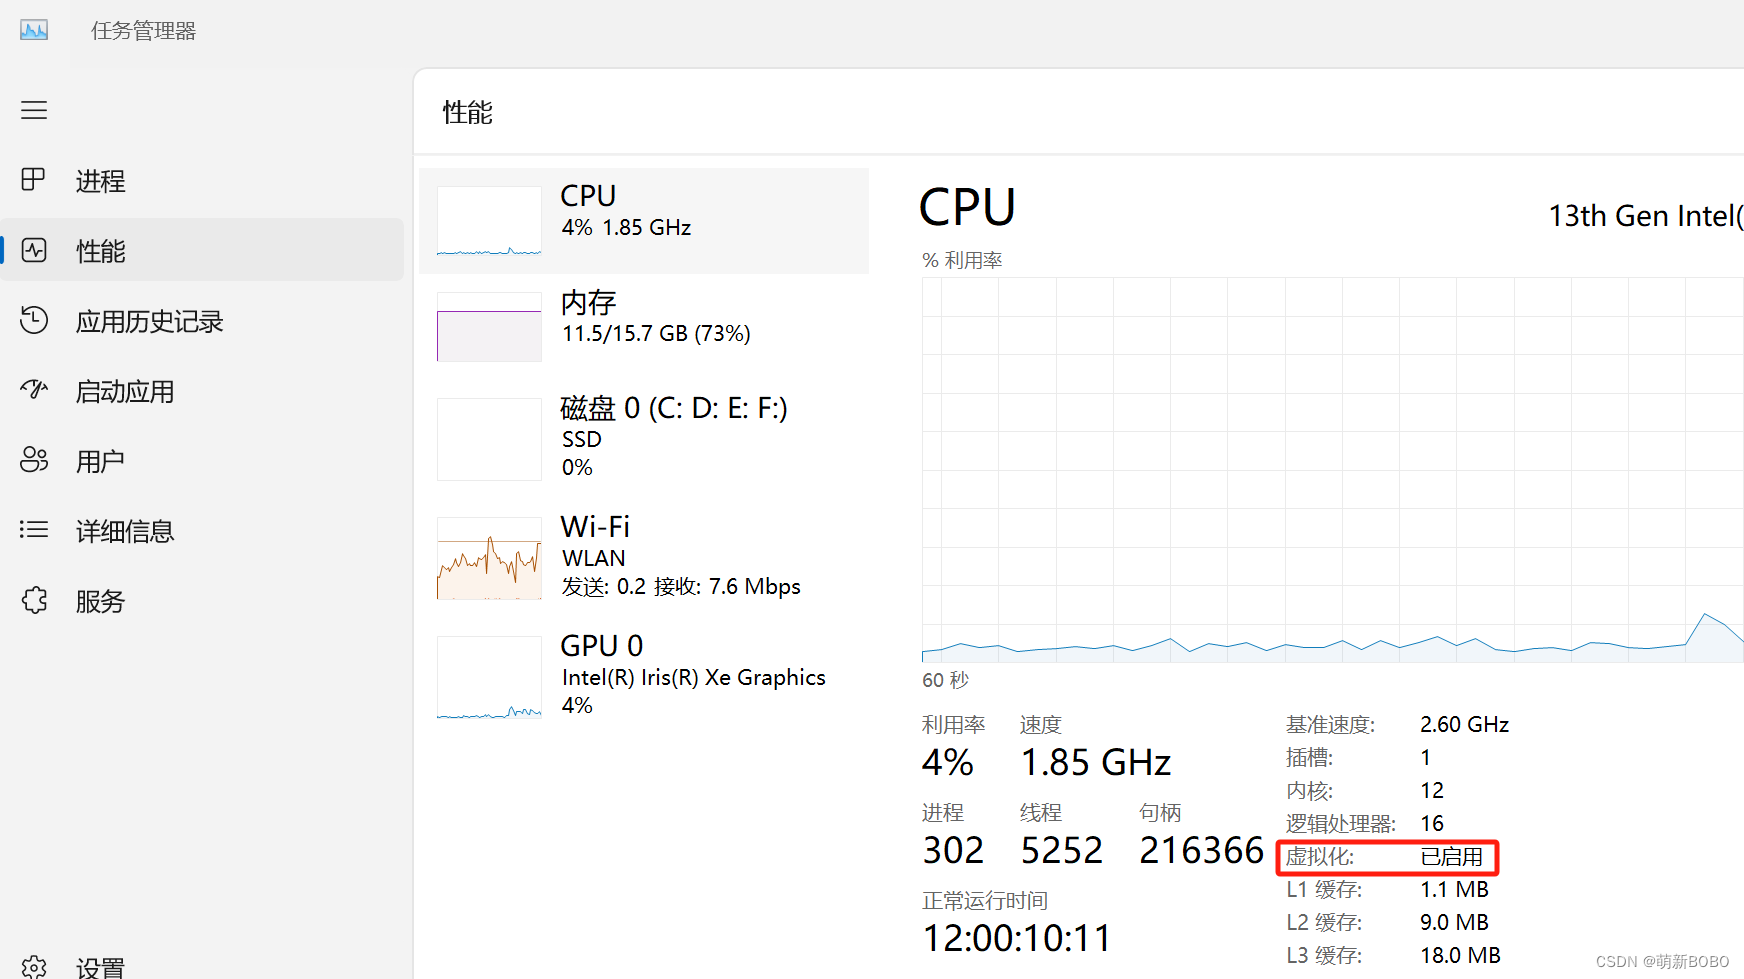 任务管理器
性能
进程
性能
应用历史记录
启动应用
用户
详细信息
服务
设置
CPU
4% 1.85 GHz
内存
11.5/15.7 GB (73%)
磁盘 0 (C: D: E: F:)
SSD
0%
Wi-Fi
WLAN
发送: 0.2 接收: 7.6 Mbps
GPU 0
Intel(R) Iris(R) Xe Graphics
4%
CPU
13th Gen Intel(
% 利用率
60 秒
利用率 速度
4% 1.85 GHz
进程 线程 句柄
302 5252 216366
正常运行时间
12:00:10:11
基准速度: 2.60 GHz
插槽: 1
内核: 12
逻辑处理器: 16
虚拟化: 已启用
L1 缓存: 1.1 MB
L2 缓存: 9.0 MB
L3 缓存: 18.0 MB
CSDN @萌新BOBO